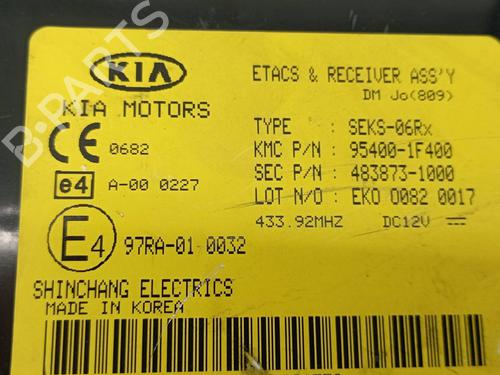 KIA
ETACS & RECEIVER ASS'Y
DM Jo(809)
KIA MOTORS
TYPE : SEKS-06Rx
CE 0682
KMC P/N : 95400-1F400
SEC P/N : 483873-1000
e4 A-00 0227
LOT N/O : EKO 0082 0017
433.92MHZ DC12V
E4 97RA-01 0032
SHINCHANG ELECTRICS
MADE IN KOREA
B-PARTS